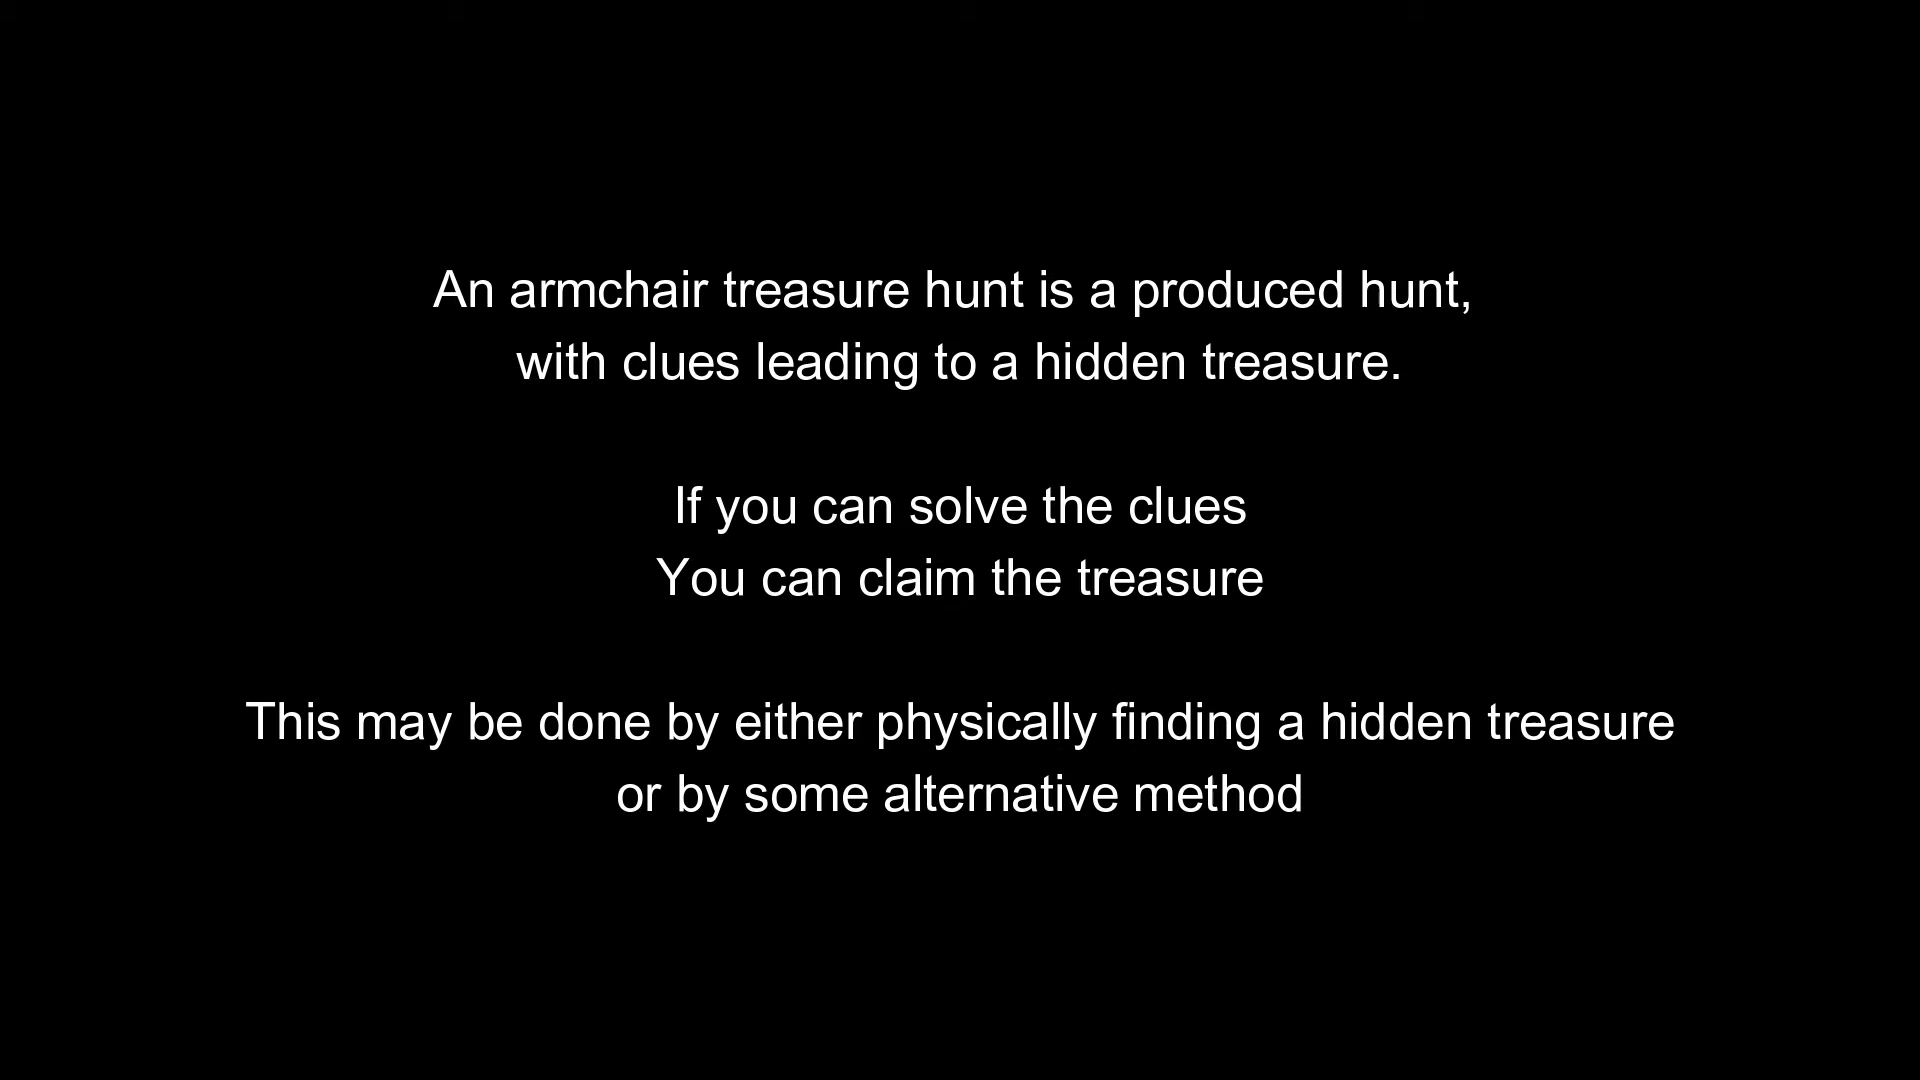 An armchair treasure hunt is a produced hunt,
with clues leading to a hidden treasure.
If you can solve the clues
You can claim the treasure
This may be done by either physically finding a hidden treasure
or by some alternative method